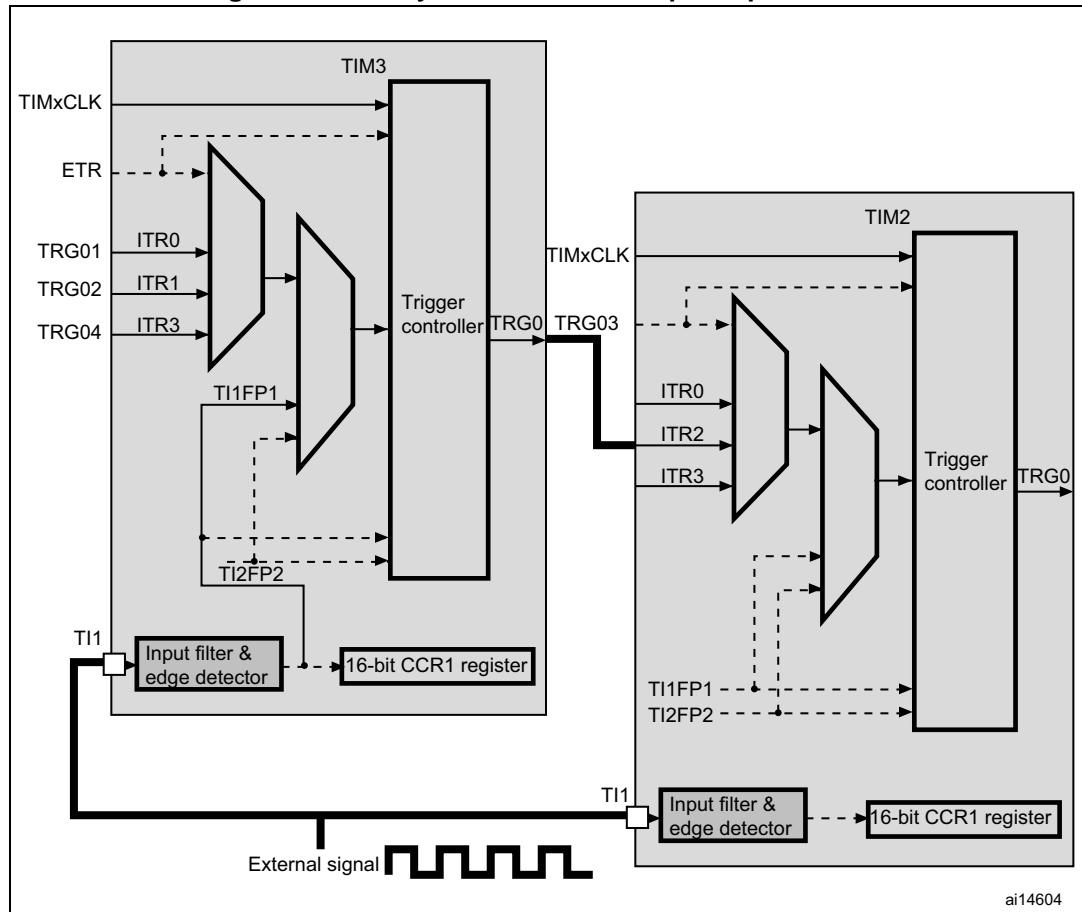 TIM3
TIMxCLK
ETR
TRG01
ITR0
TRG02
ITR1
TRG04
ITR3
Trigger
controller
TRG0
TI1FP1
TI2FP2
TI1
Input filter &
edge detector
16-bit CCR1 register
TIM2
TIMxCLK
TRG03
ITR0
ITR2
ITR3
Trigger
controller
TRG0
TI1FP1
TI2FP2
TI1
Input filter &
edge detector
16-bit CCR1 register
External signal
ai14604